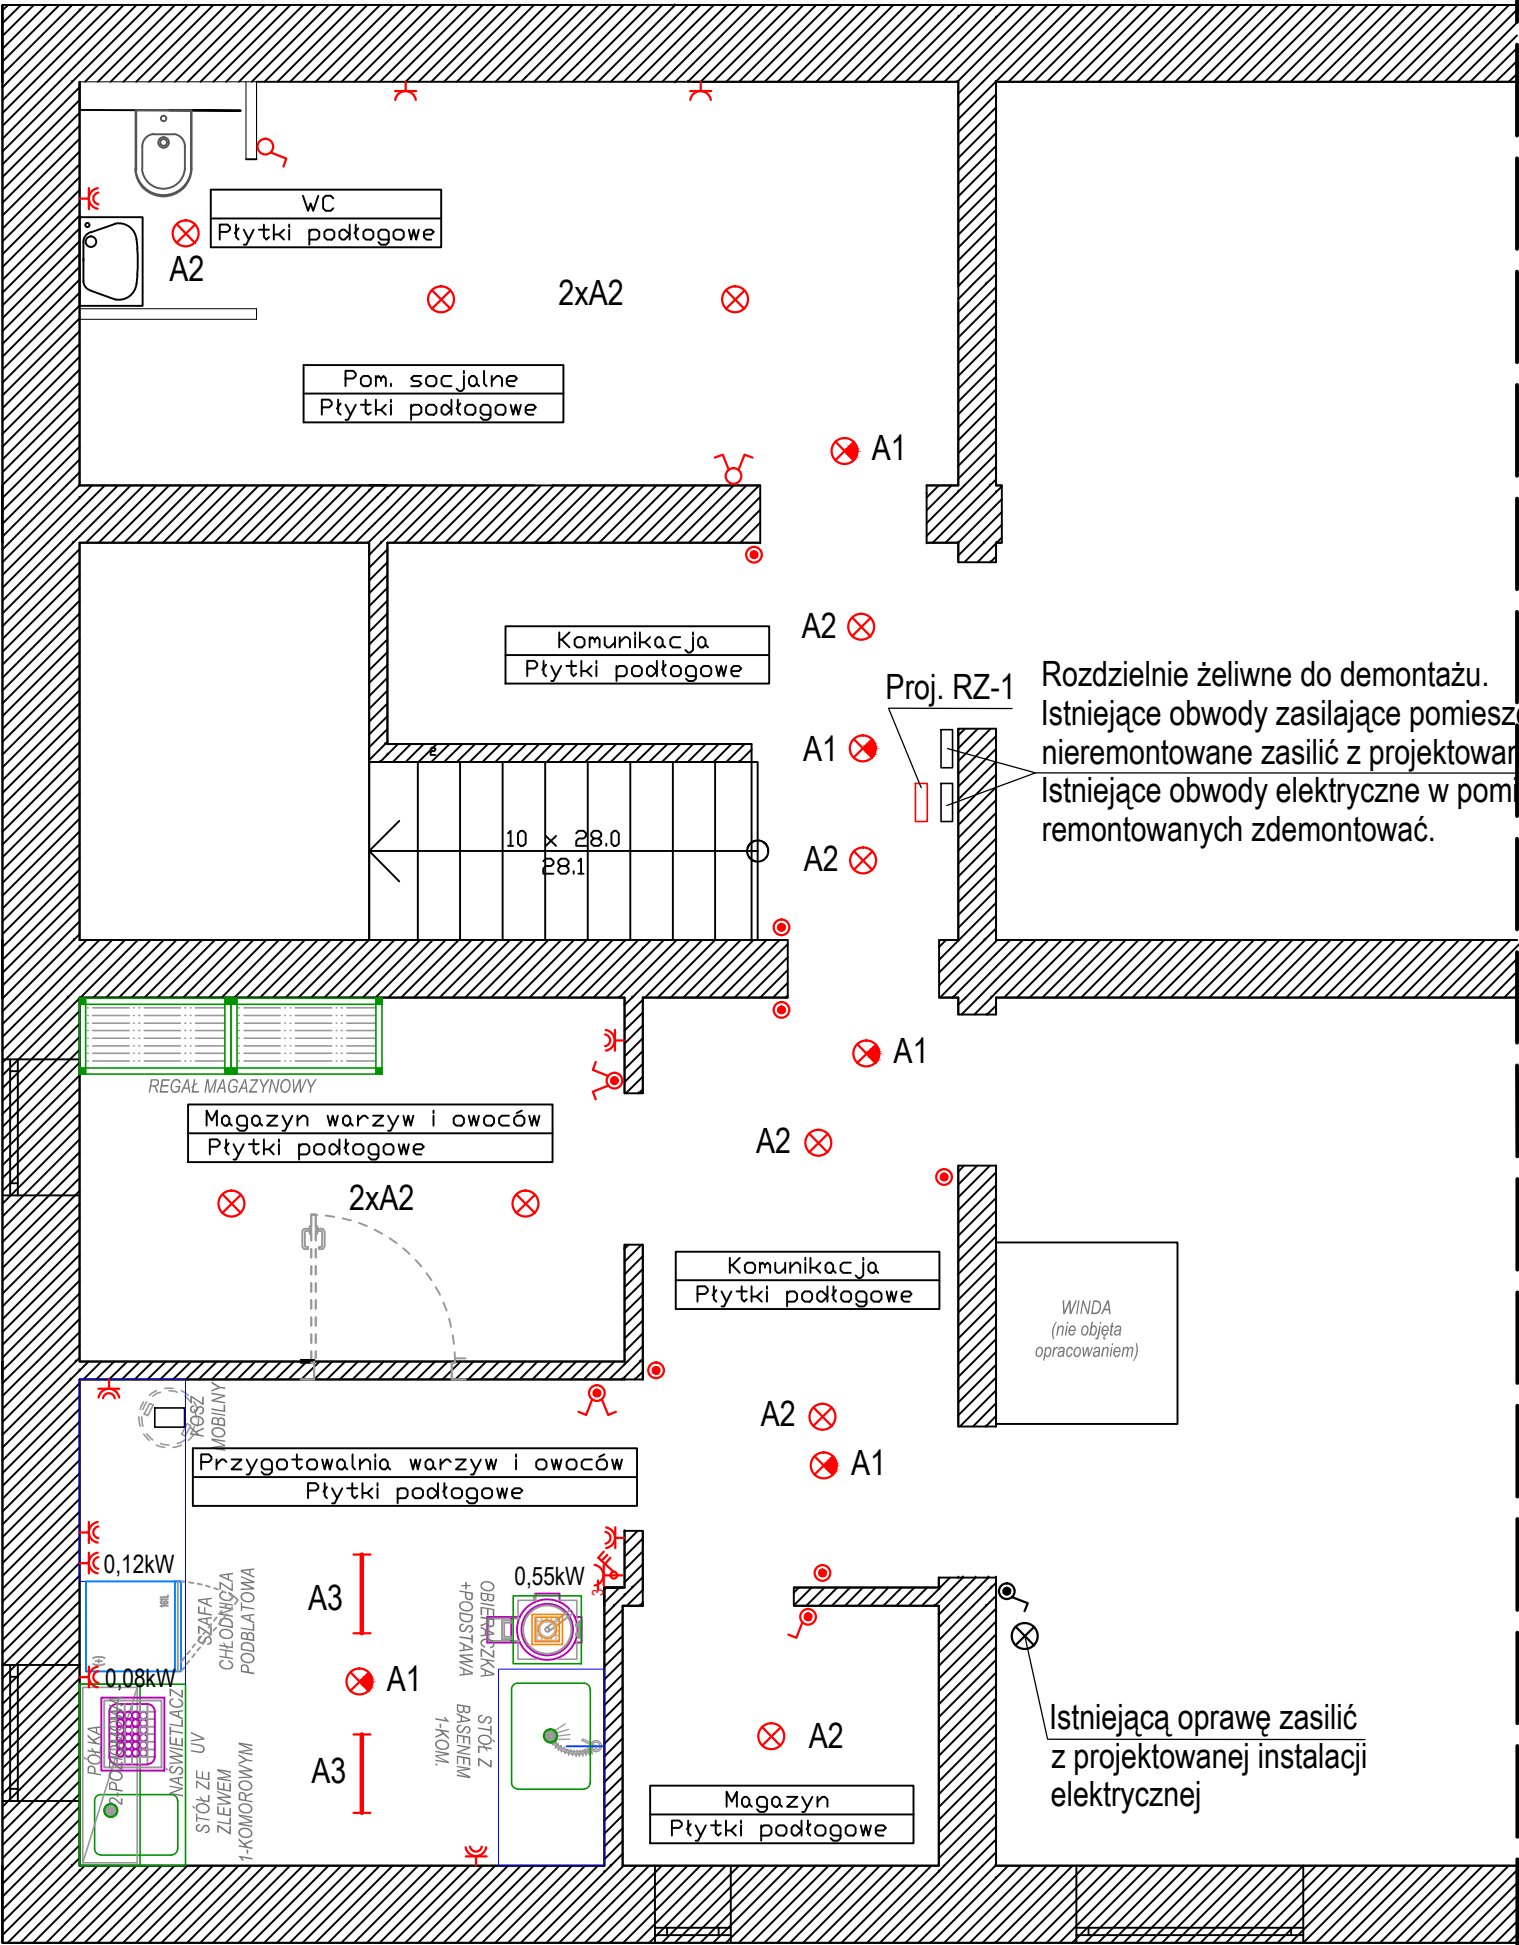 WC
Płytki podłogowe
A2
2xA2
Pom. socjalne
Płytki podłogowe
A1
A2
Komunikacja
Płytki podłogowe
Proj. RZ-1
Rozdzielnie żeliwne do demontażu.
Istniejące obwody zasilające
nieremontowane zasilić z
Istniejące obwody elektryczne w
remontowanych zdemontować.
A1
e
10 x 28.0
28.1
A2
A1
REGAŁ MAGAZYNOWY
Magazyn warzyw i owoców
Płytki podłogowe
A2
2xA2
Komunikacja
Płytki podłogowe
WINDA
(nie objęta
opracowaniem)
KOSZ
MOBILNY
A2
A1
Przygotowalnia warzyw i owoców
Płytki podłogowe
0,12kW
0,55kW
A3
SZAFA
CHŁODNICZA
PODBLATOWA
OBIERACZKA
+PODSTAWA
0,08kW
A1
PÓŁKA
NAŚWIETLACZ
UV
STÓŁ ZE
ZLEWEM
1-KOMOROWYM
STÓŁ Z
BASENEM
1-KOM.
A3
A2
Magazyn
Płytki podłogowe
Istniejącą oprawę zasilić
z projektowanej instalacji
elektrycznej